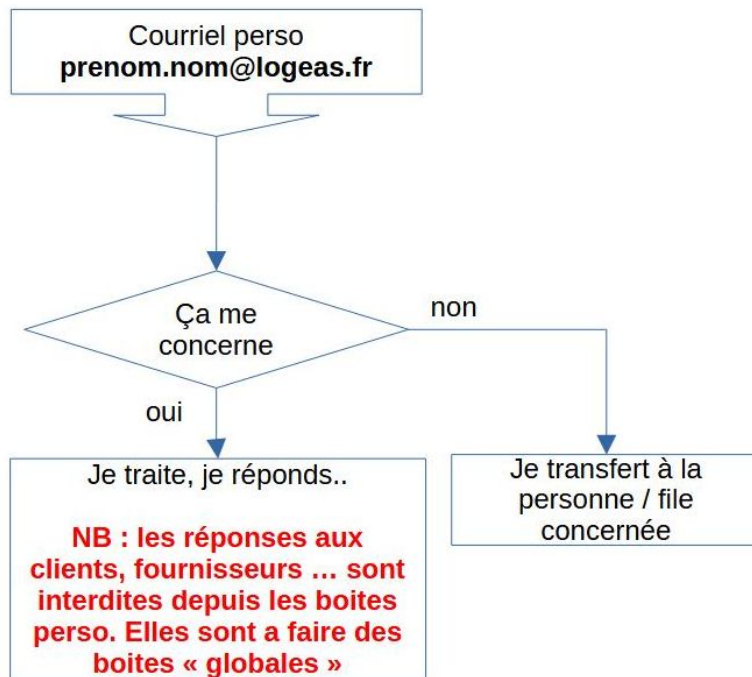 Courriel perso
prenom.nom@logeas.fr
Ça me
concerne
non
oui
Je traite, je réponds..
NB : les réponses aux
clients, fournisseurs ... sont
interdites depuis les boites
perso. Elles sont a faire des
boites « globales »
Je transfert à la
personne / file
concernée